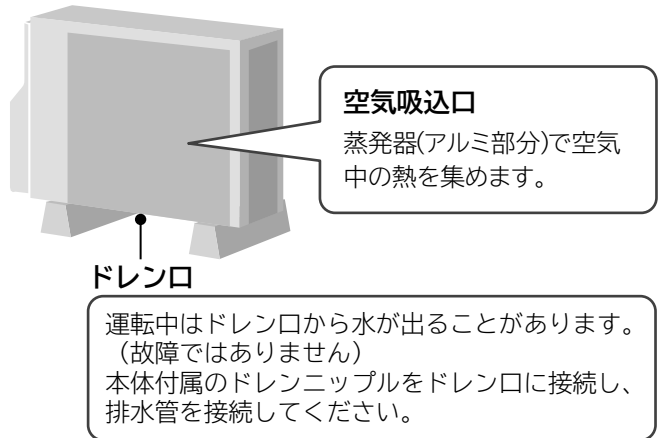 空気吸込口
蒸発器(アルミ部分)で空気
中の熱を集めます。
ドレン口
運転中はドレン口から水が出ることがあります。
（故障ではありません）
本体付属のドレンニップルをドレン口に接続し、
排水管を接続してください。